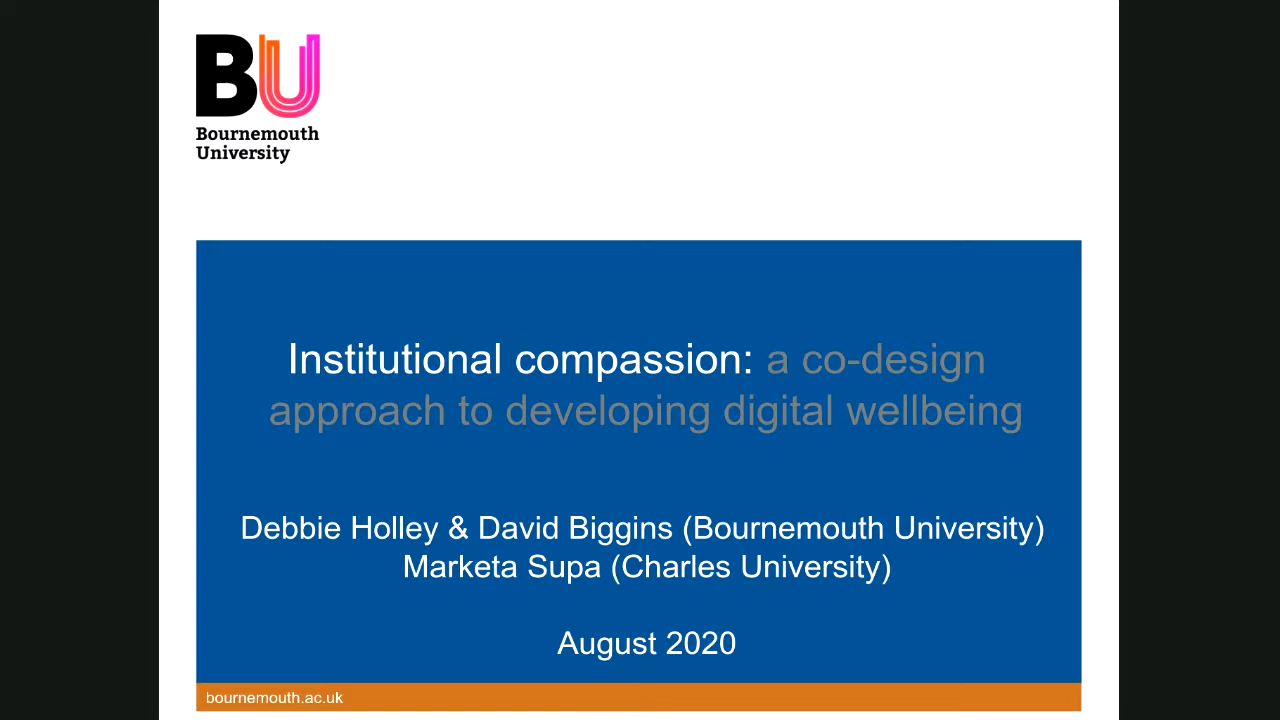 BU
Bournemouth
University
Institutional compassion: a co-design
approach to developing digital wellbeing
Debbie Holley & David Biggins (Bournemouth University)
Marketa Supa (Charles University)
August 2020
bournemouth.ac.uk